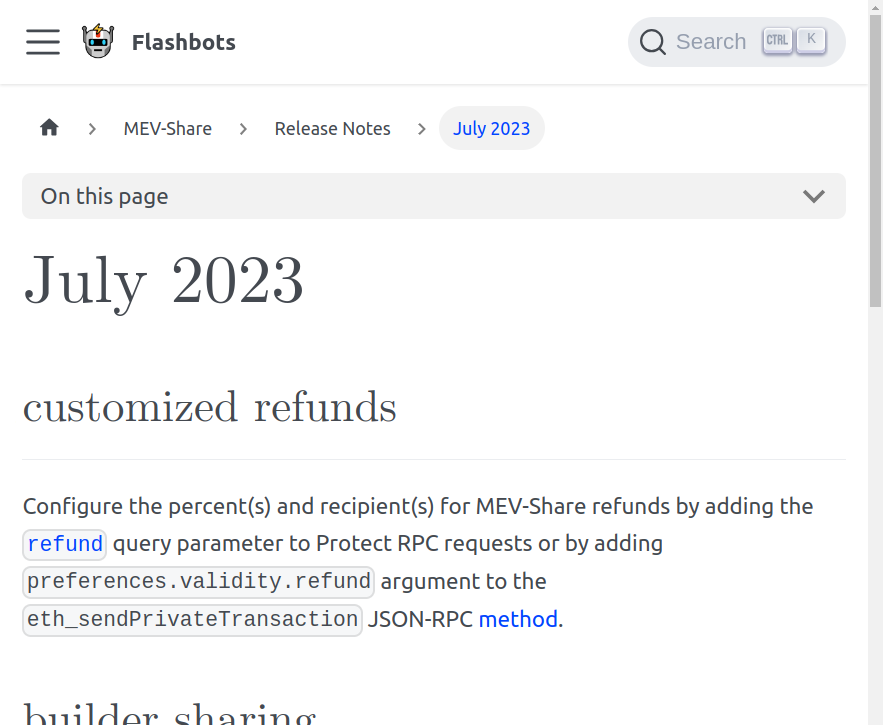 Flashbots
Search CTRL K
MEV-Share Release Notes July 2023
On this page
July 2023
customized refunds
Configure the percent(s) and recipient(s) for MEV-Share refunds by adding the
refund query parameter to Protect RPC requests or by adding
preferences.validity.refund argument to the
eth_sendPrivateTransaction JSON-RPC method.
builder sharing